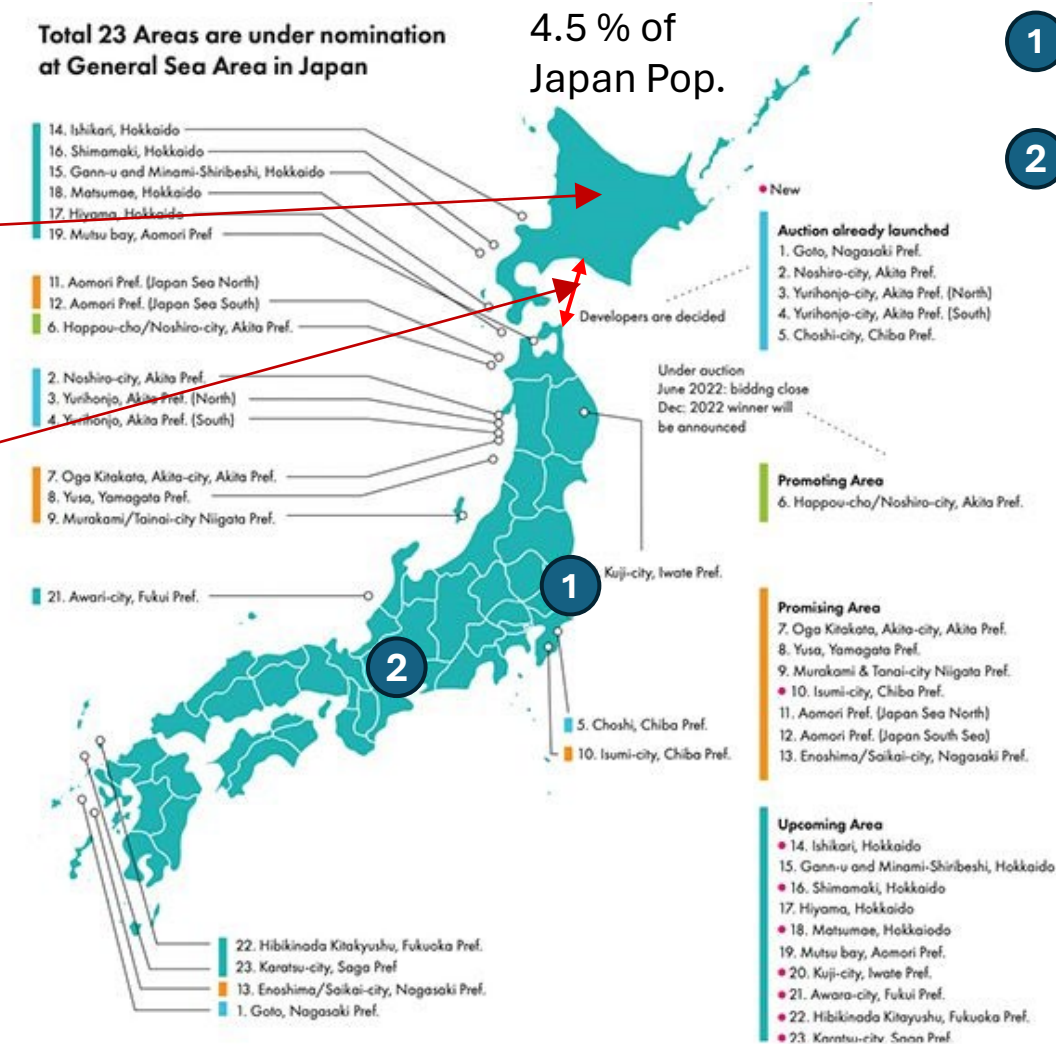 Total 23 Areas are under nomination
at General Sea Area in Japan
4.5 % of
Japan Pop.
1
2
14. Ishikari, Hokkaido
16. Shimamaki, Hokkaido
15. Gann-u and Minami-Shiribeshi, Hokkaido
18. Matsumae, Hokkaido
17. Hiyama, Hokkaido
19. Mutsu bay, Aomori Pref
11. Aomori Pref. (Japan Sea North)
12. Aomori Pref. (Japan Sea South)
6. Happou-cho/Noshiro-city, Akita Pref.
2. Noshiro-city, Akita Pref.
3. Yurihonjo, Akita Pref. (North)
4. Yurihonjo, Akita Pref. (South)
7. Oga Kitakata, Akita-city, Akita Pref.
8. Yusa, Yamagata Pref.
9. Murakami/Tainai-city Niigata Pref.
21. Awari-city, Fukui Pref.
Kuji-city, Iwate Pref.
1
2
5. Choshi, Chiba Pref.
10. Isumi-city, Chiba Pref.
22. Hibikinada Kitakyushu, Fukuoka Pref.
23. Karatsu-city, Saga Pref
13. Enoshima/Saikai-city, Nagasaki Pref.
1. Goto, Nagasaki Pref.
New
Auction already launched
1. Goto, Nagasaki Pref.
2. Noshiro-city, Akita Pref.
3. Yurihonjo-city, Akita Pref. (North)
4. Yurihonjo-city, Akita Pref. (South)
5. Choshi-city, Chiba Pref.
Developers are decided
Under auction
June 2022: biddng close
Dec: 2022 winner will
be announced
Promoting Area
6. Happou-cho/Noshiro-city, Akita Pref.
Promising Area
7. Oga Kitakata, Akita-city, Akita Pref.
8. Yusa, Yamagata Pref.
9. Murakami & Tanai-city Niigata Pref.
10. Isumi-city, Chiba Pref.
11. Aomori Pref. (Japan Sea North)
12. Aomori Pref. (Japan South Sea)
13. Enoshima/Saikai-city, Nagasaki Pref.
Upcoming Area
14. Ishikari, Hokkaido
15. Gann-u and Minami-Shiribeshi, Hokkaido
16. Shimamaki, Hokkaido
17. Hiyama, Hokkaido
18. Matsumae, Hokkaiodo
19. Mutsu bay, Aomori Pref.
20. Kuji-city, Iwate Pref.
21. Awara-city, Fukui Pref.
22. Hibikinada Kitayushu, Fukuoka Pref.
23. Karatsu-city, Saga Pref.